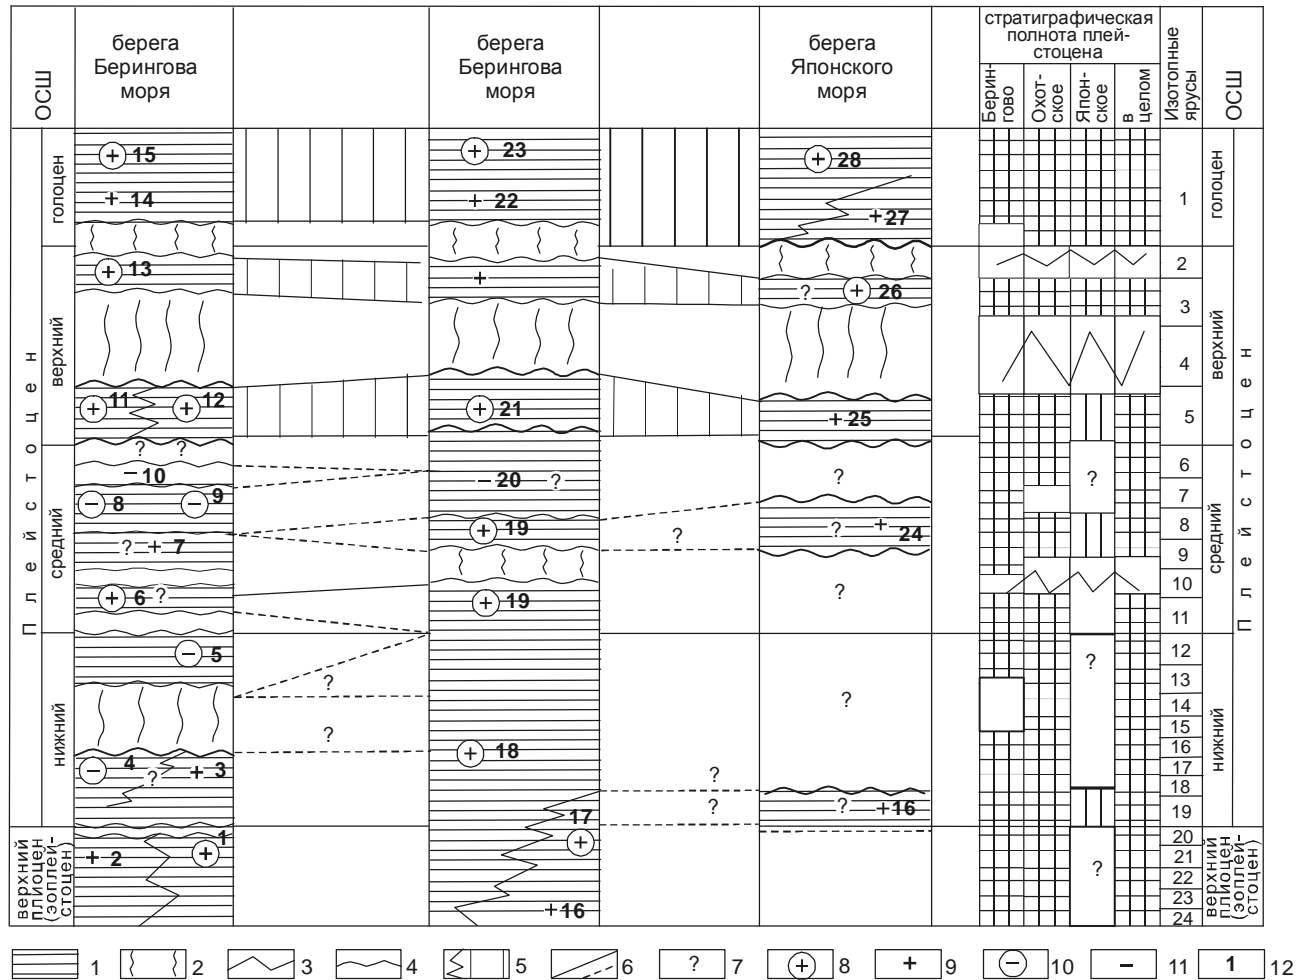 ОСШ
берега
Берингова
моря
берега
Берингова
моря
берега
Японского
моря
стратиграфическая
полнота плей-
стоцена
Берин-
гово
Охот-
ское
Япон-
ское
в
целом
Изотопные
ярусы
ОСШ
Плейстоцен
голоцен
верхний
средний
нижний
верхний
плиоцен
(эоплей-
стоцен)
+ 15
+ 14
+ 13
+ 11
+ 12
? ?
− 10
− 8
− 9
? + 7
+ 6 ?
− 5
− 4
? + 3
1
+ 2 +
?
?
+ 23
+ 22
+
+ 21
− 20 ?
+ 19
+ 19
+ 18
17
+
+ 16
?
?
?
+ 28
+ 27
? + 26
+ 25
?
? + 24
?
?
? + 16
?
?
?
1
2
3
4
5
6
7
8
9
10
11
12
13
14
15
16
17
18
19
20
21
22
23
24
голоцен
верхний
средний
нижний
верхний
плиоцен
(эоплей-
стоцен)
Плейстоцен
1 2 3 4 5 6 ? 7 + 8 + 9 − 10 − 11 1 12